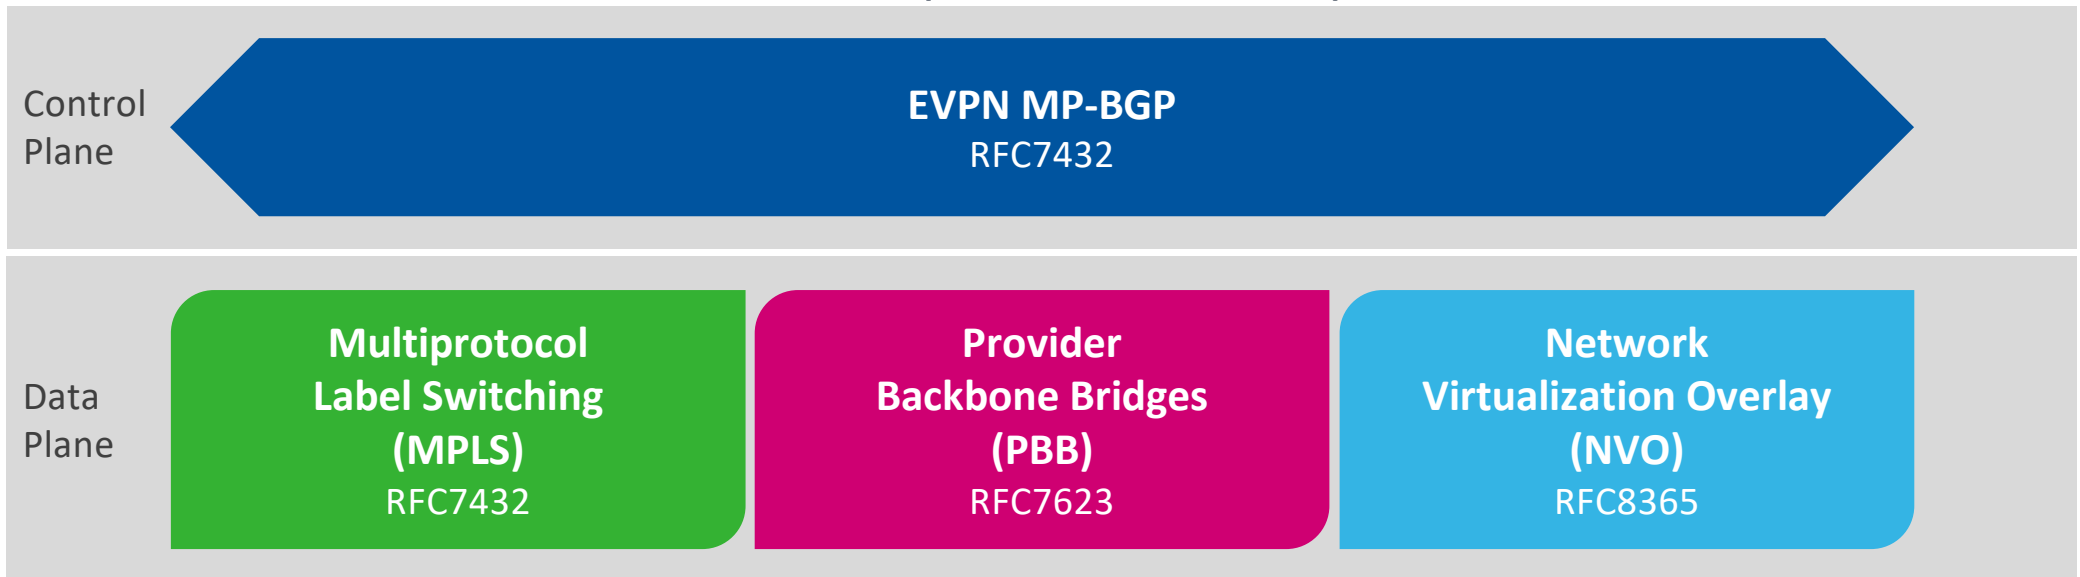 Control
Plane
EVPN MP-BGP
RFC7432
Data
Plane
Multiprotocol
Label Switching
(MPLS)
RFC7432
Provider
Backbone Bridges
(PBB)
RFC7623
Network
Virtualization Overlay
(NVO)
RFC8365